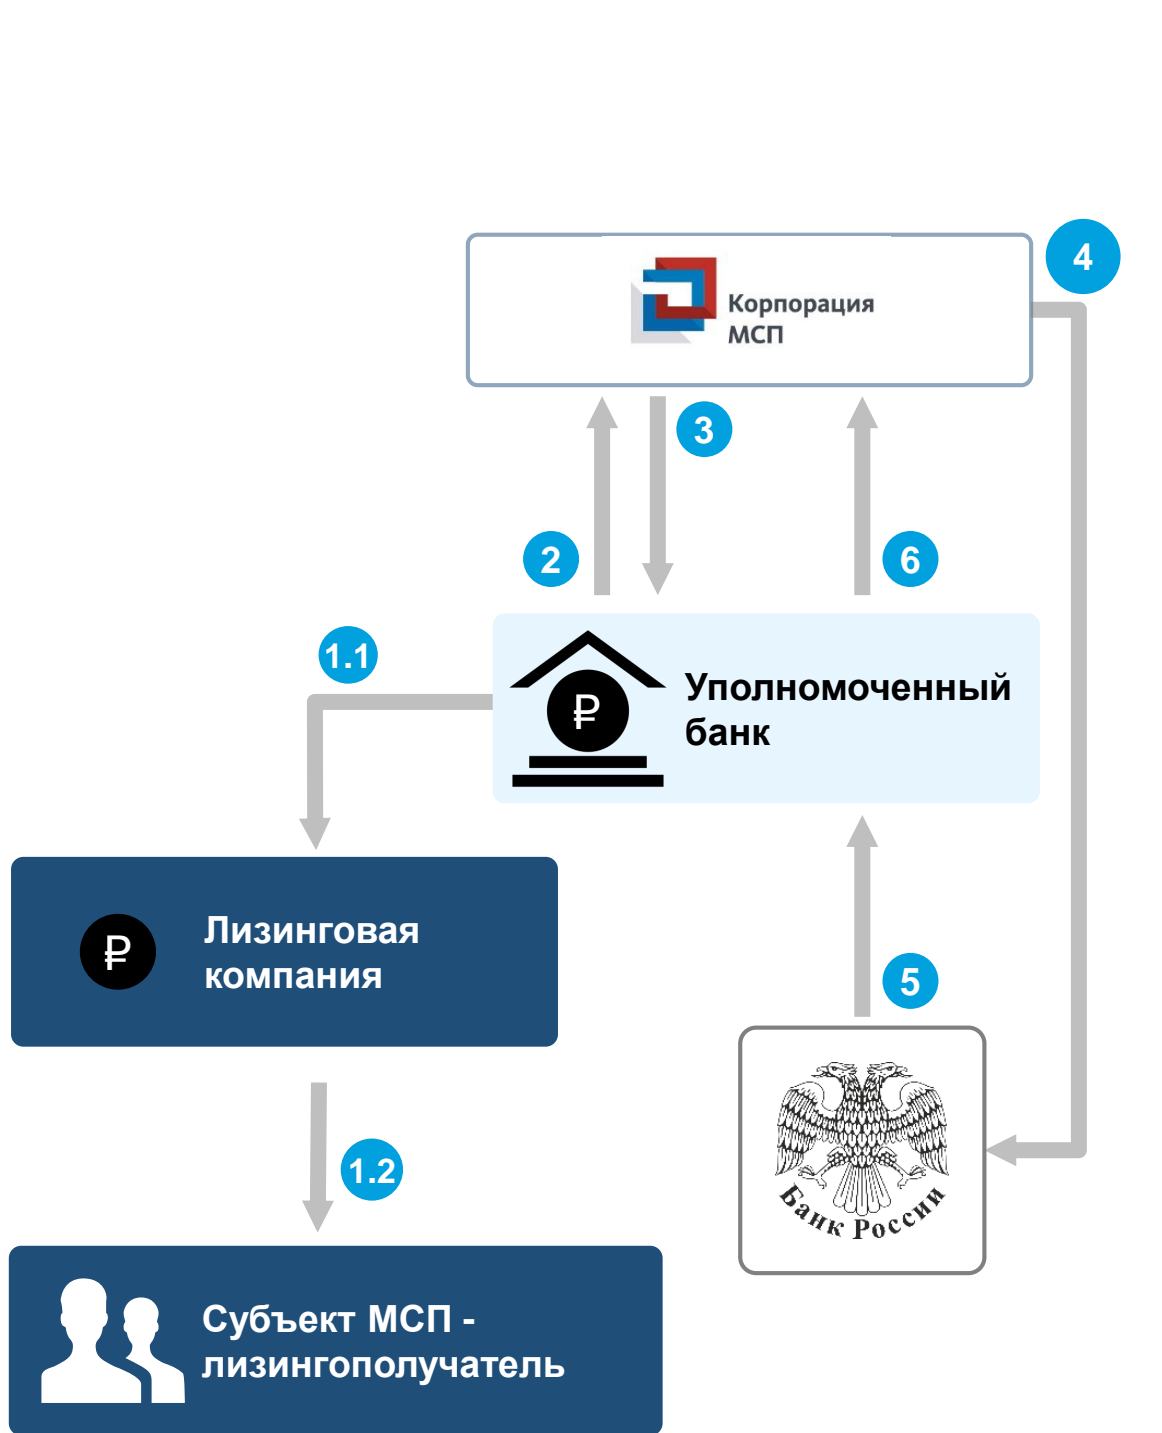 4
Корпорация
МСП
3
2
6
1.1
₽
Уполномоченный
банк
₽
Лизинговая
компания
5
Банк России
1.2
Субъект МСП -
лизингополучатель